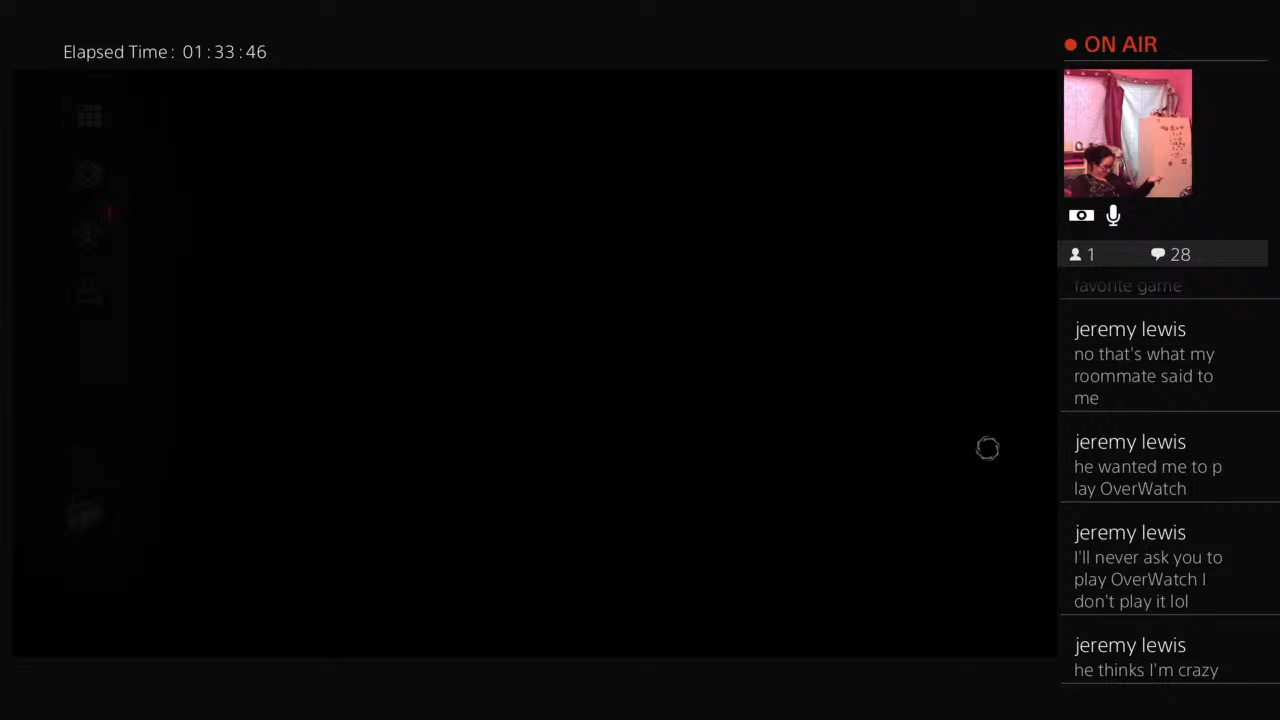 Elapsed Time: 01:33:46
ON AIR
1
28
favorite game
jeremy lewis
no that's what my
roommate said to
me
jeremy lewis
he wanted me to p
lay OverWatch
jeremy lewis
I'll never ask you to
play OverWatch I
don't play it lol
jeremy lewis
he thinks I'm crazy